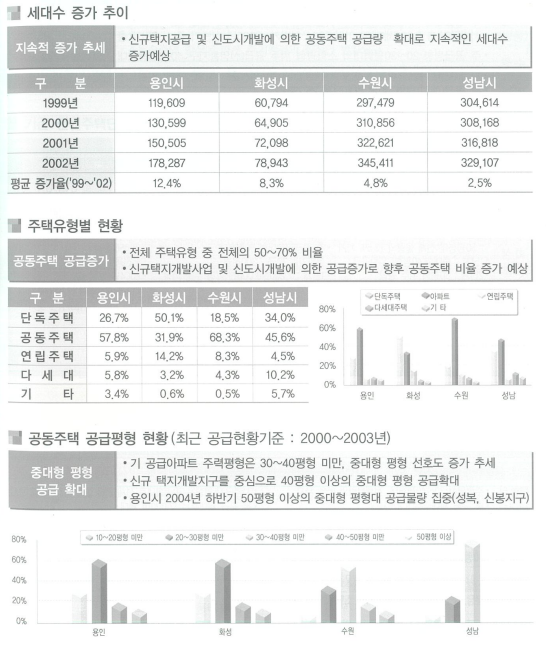 세대수 증가 추이
지속적 증가 추세
• 신규택지공급 및 신도시개발에 의한 공동주택 공급량 확대로 지속적인 세대수
증가예상
구 분 용인시 화성시 수원시 성남시
1999년 119,609 60,794 297,479 304,614
2000년 130,599 64,905 310,856 308,168
2001년 150,505 72,098 322,621 316,818
2002년 178,287 78,943 345,411 329,107
평균 증가율('99~'02) 12.4% 8.3% 4.8% 2.5%
주택유형별 현황
공동주택 공급증가
• 전체 주택유형 중 전체의 50~70% 비율
• 신규택지개발사업 및 신도시개발에 의한 공급증가로 향후 공동주택 비율 증가 예상
구 분 용인시 화성시 수원시 성남시
단독주택 26.7% 50.1% 18.5% 34.0%
공동주택 57.8% 31.9% 68.3% 45.6%
연립주택 5.9% 14.2% 8.3% 4.5%
다 세 대 5.8% 3.2% 4.3% 10.2%
기 타 3.4% 0.6% 0.5% 5.7%
단독주택 아파트 연립주택
다세대주택 기 타
80%
60%
40%
20%
0%
용인 화성 수원 성남
공동주택 공급평형 현황 (최근 공급현황기준 : 2000~2003년)
중대형 평형
공급 확대
• 기 공급아파트 주력평형은 30~40평형 미만, 중대형 평형 선호도 증가 추세
• 신규 택지개발지구를 중심으로 40평형 이상의 중대형 평형 공급확대
• 용인시 2004년 하반기 50평형 이상의 중대형 평형대 공급물량 집중(성복, 신봉지구)
10~20평형 미만 20~30평형 미만 30~40평형 미만 40~50평형 미만 50평형 이상
80%
60%
40%
20%
0%
용인 화성 수원 성남